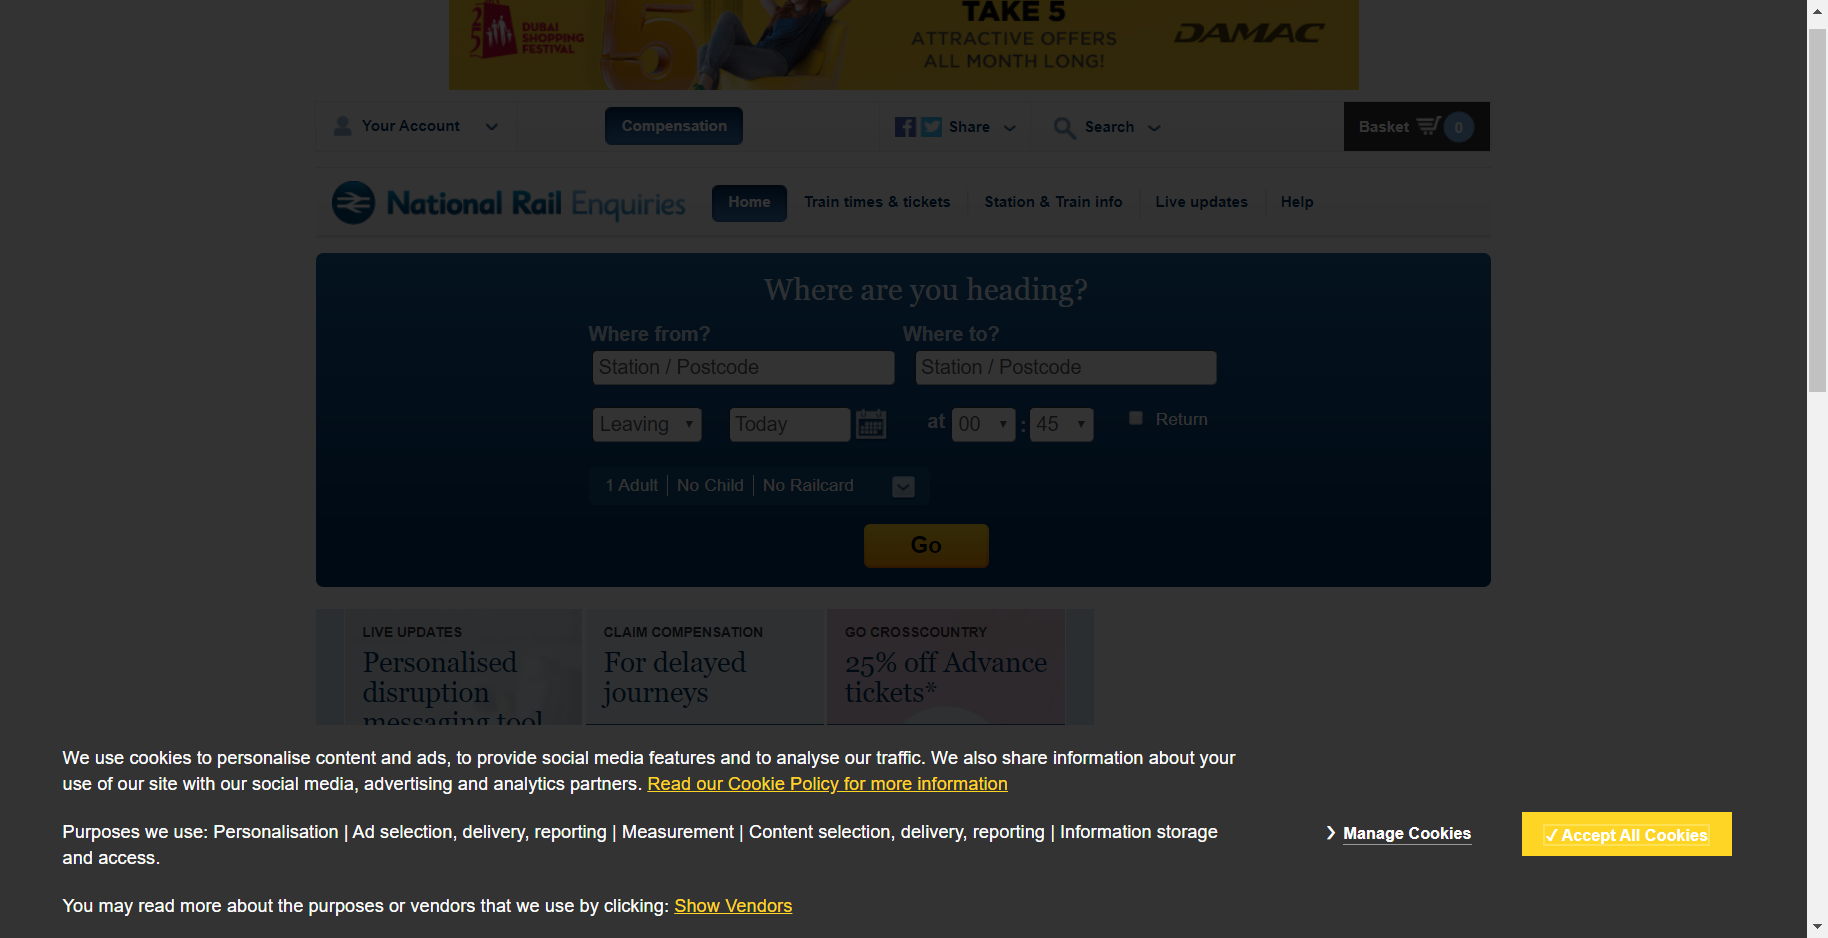 DUBAI
SHOPPING
FESTIVAL
5
TAKE 5
ATTRACTIVE OFFERS
ALL MONTH LONG!
DAMAC
Your Account
Compensation
Share
Search
Basket 0
National Rail Enquiries
Home
Train times & tickets
Station & Train info
Live updates
Help
Where are you heading?
Where from?
Where to?
Station / Postcode
Station / Postcode
Leaving
Today
at 00 : 45
Return
1 Adult | No Child | No Railcard
Go
LIVE UPDATES
Personalised
disruption
messaging tool
CLAIM COMPENSATION
For delayed
journeys
GO CROSSCOUNTRY
25% off Advance
tickets*
We use cookies to personalise content and ads, to provide social media features and to analyse our traffic. We also share information about your
use of our site with our social media, advertising and analytics partners. Read our Cookie Policy for more information
Purposes we use: Personalisation | Ad selection, delivery, reporting | Measurement | Content selection, delivery, reporting | Information storage
and access.
You may read more about the purposes or vendors that we use by clicking: Show Vendors
❯ Manage Cookies
✓ Accept All Cookies